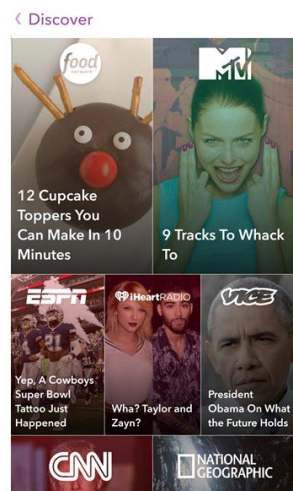 Discover
food
network
MTV
12 Cupcake
Toppers You
Can Make In 10
Minutes
9 Tracks To Whack
To
ESPN
iHeartRADIO
VICE
21
Yep, A Cowboys
Super Bowl
Tattoo Just
Happened
Wha? Taylor and
Zayn?
President
Obama On What
the Future Holds
CNN
NATIONAL
GEOGRAPHIC